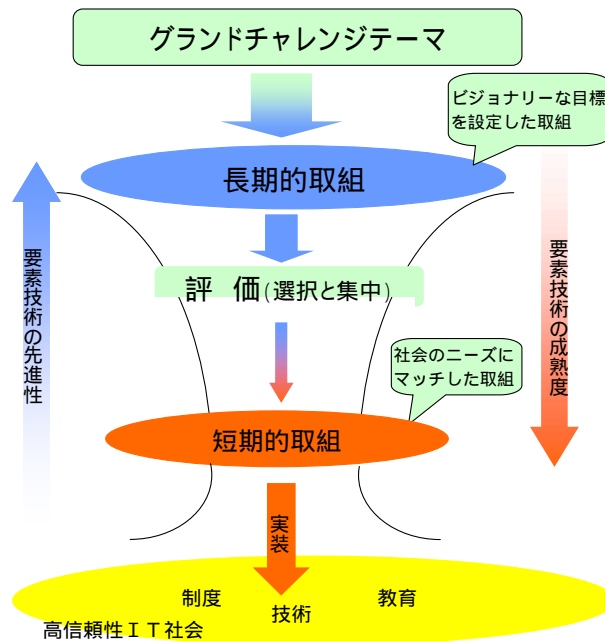 グランドチャレンジテーマ
ビジョナリーな目標
を設定した取組
長期的取組
要素技術の先進性
要素技術の成熟度
評 価(選択と集中)
社会のニーズに
マッチした取組
短期的取組
実装
制度
技術
教育
高信頼性IT社会